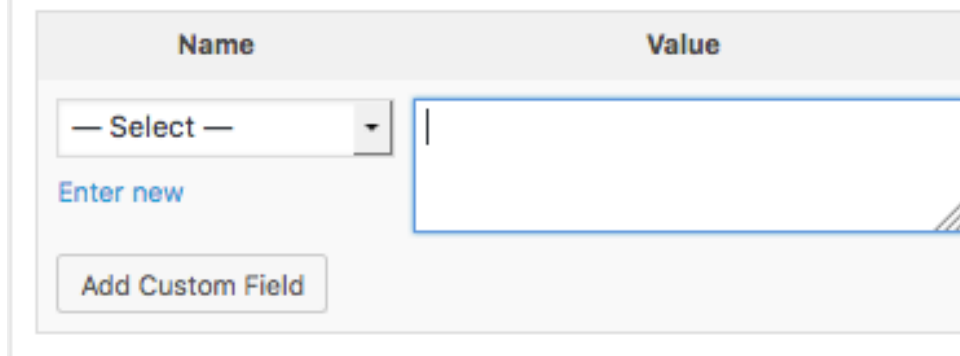 Name Value
— Select —
Enter new
Add Custom Field